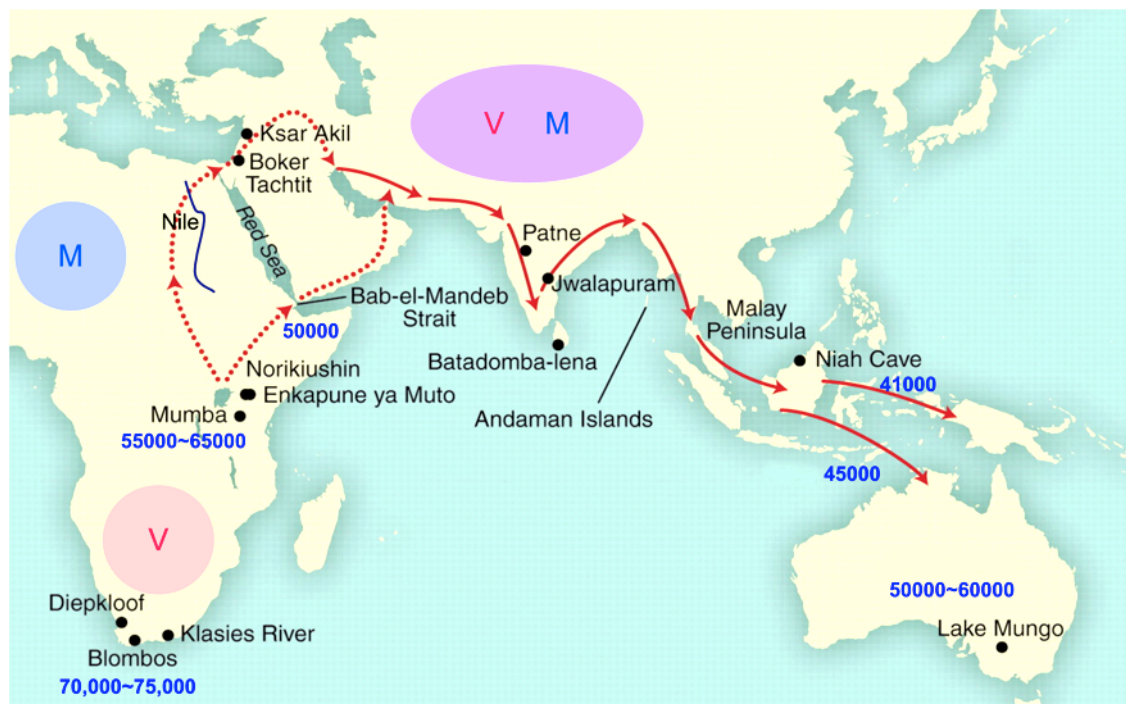 V M
Ksar Akil
Boker
Tachtit
Nile
Red Sea
M
Patne
Jwalapuram
Bab-el-Mandeb
Strait
50000
Malay
Peninsula
Batadomba-lena
Niah Cave
Norikiushin
Enkapune ya Muto
41000
Mumba
Andaman Islands
55000~65000
45000
V
50000~60000
Diepkloof
Klasies River
Lake Mungo
Blombos
70,000~75,000